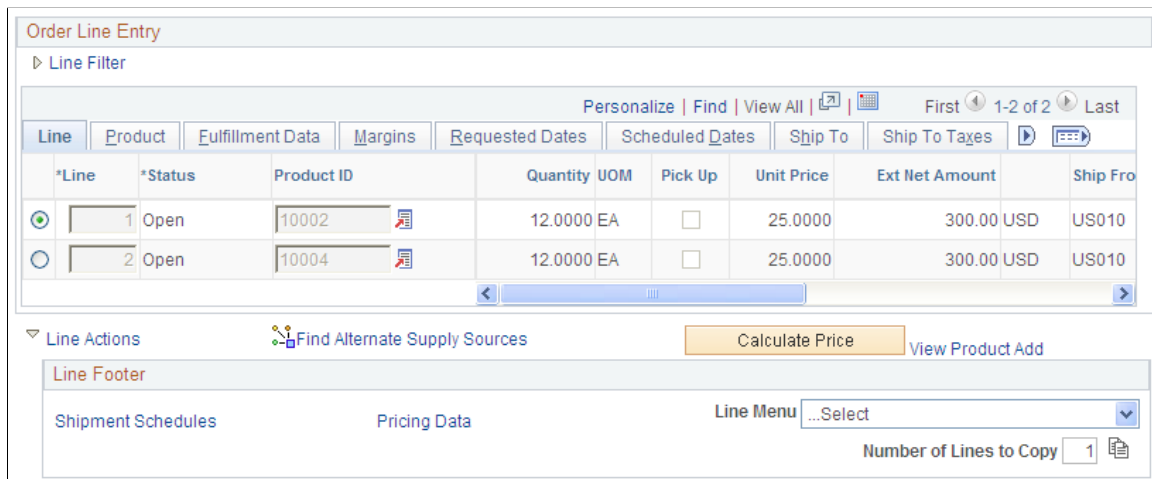 Order Line Entry
Line Filter
Personalize | Find | View All | | First 1-2 of 2 Last
Line Product Fulfillment Data Margins Requested Dates Scheduled Dates Ship To Ship To Taxes
*Line *Status Product ID Quantity UOM Pick Up Unit Price Ext Net Amount Ship Fro
1 Open 10002 12.0000 EA 25.0000 300.00 USD US010
2 Open 10004 12.0000 EA 25.0000 300.00 USD US010
Line Actions Find Alternate Supply Sources Calculate Price View Product Add
Line Footer
Shipment Schedules Pricing Data Line Menu ...Select
Number of Lines to Copy 1